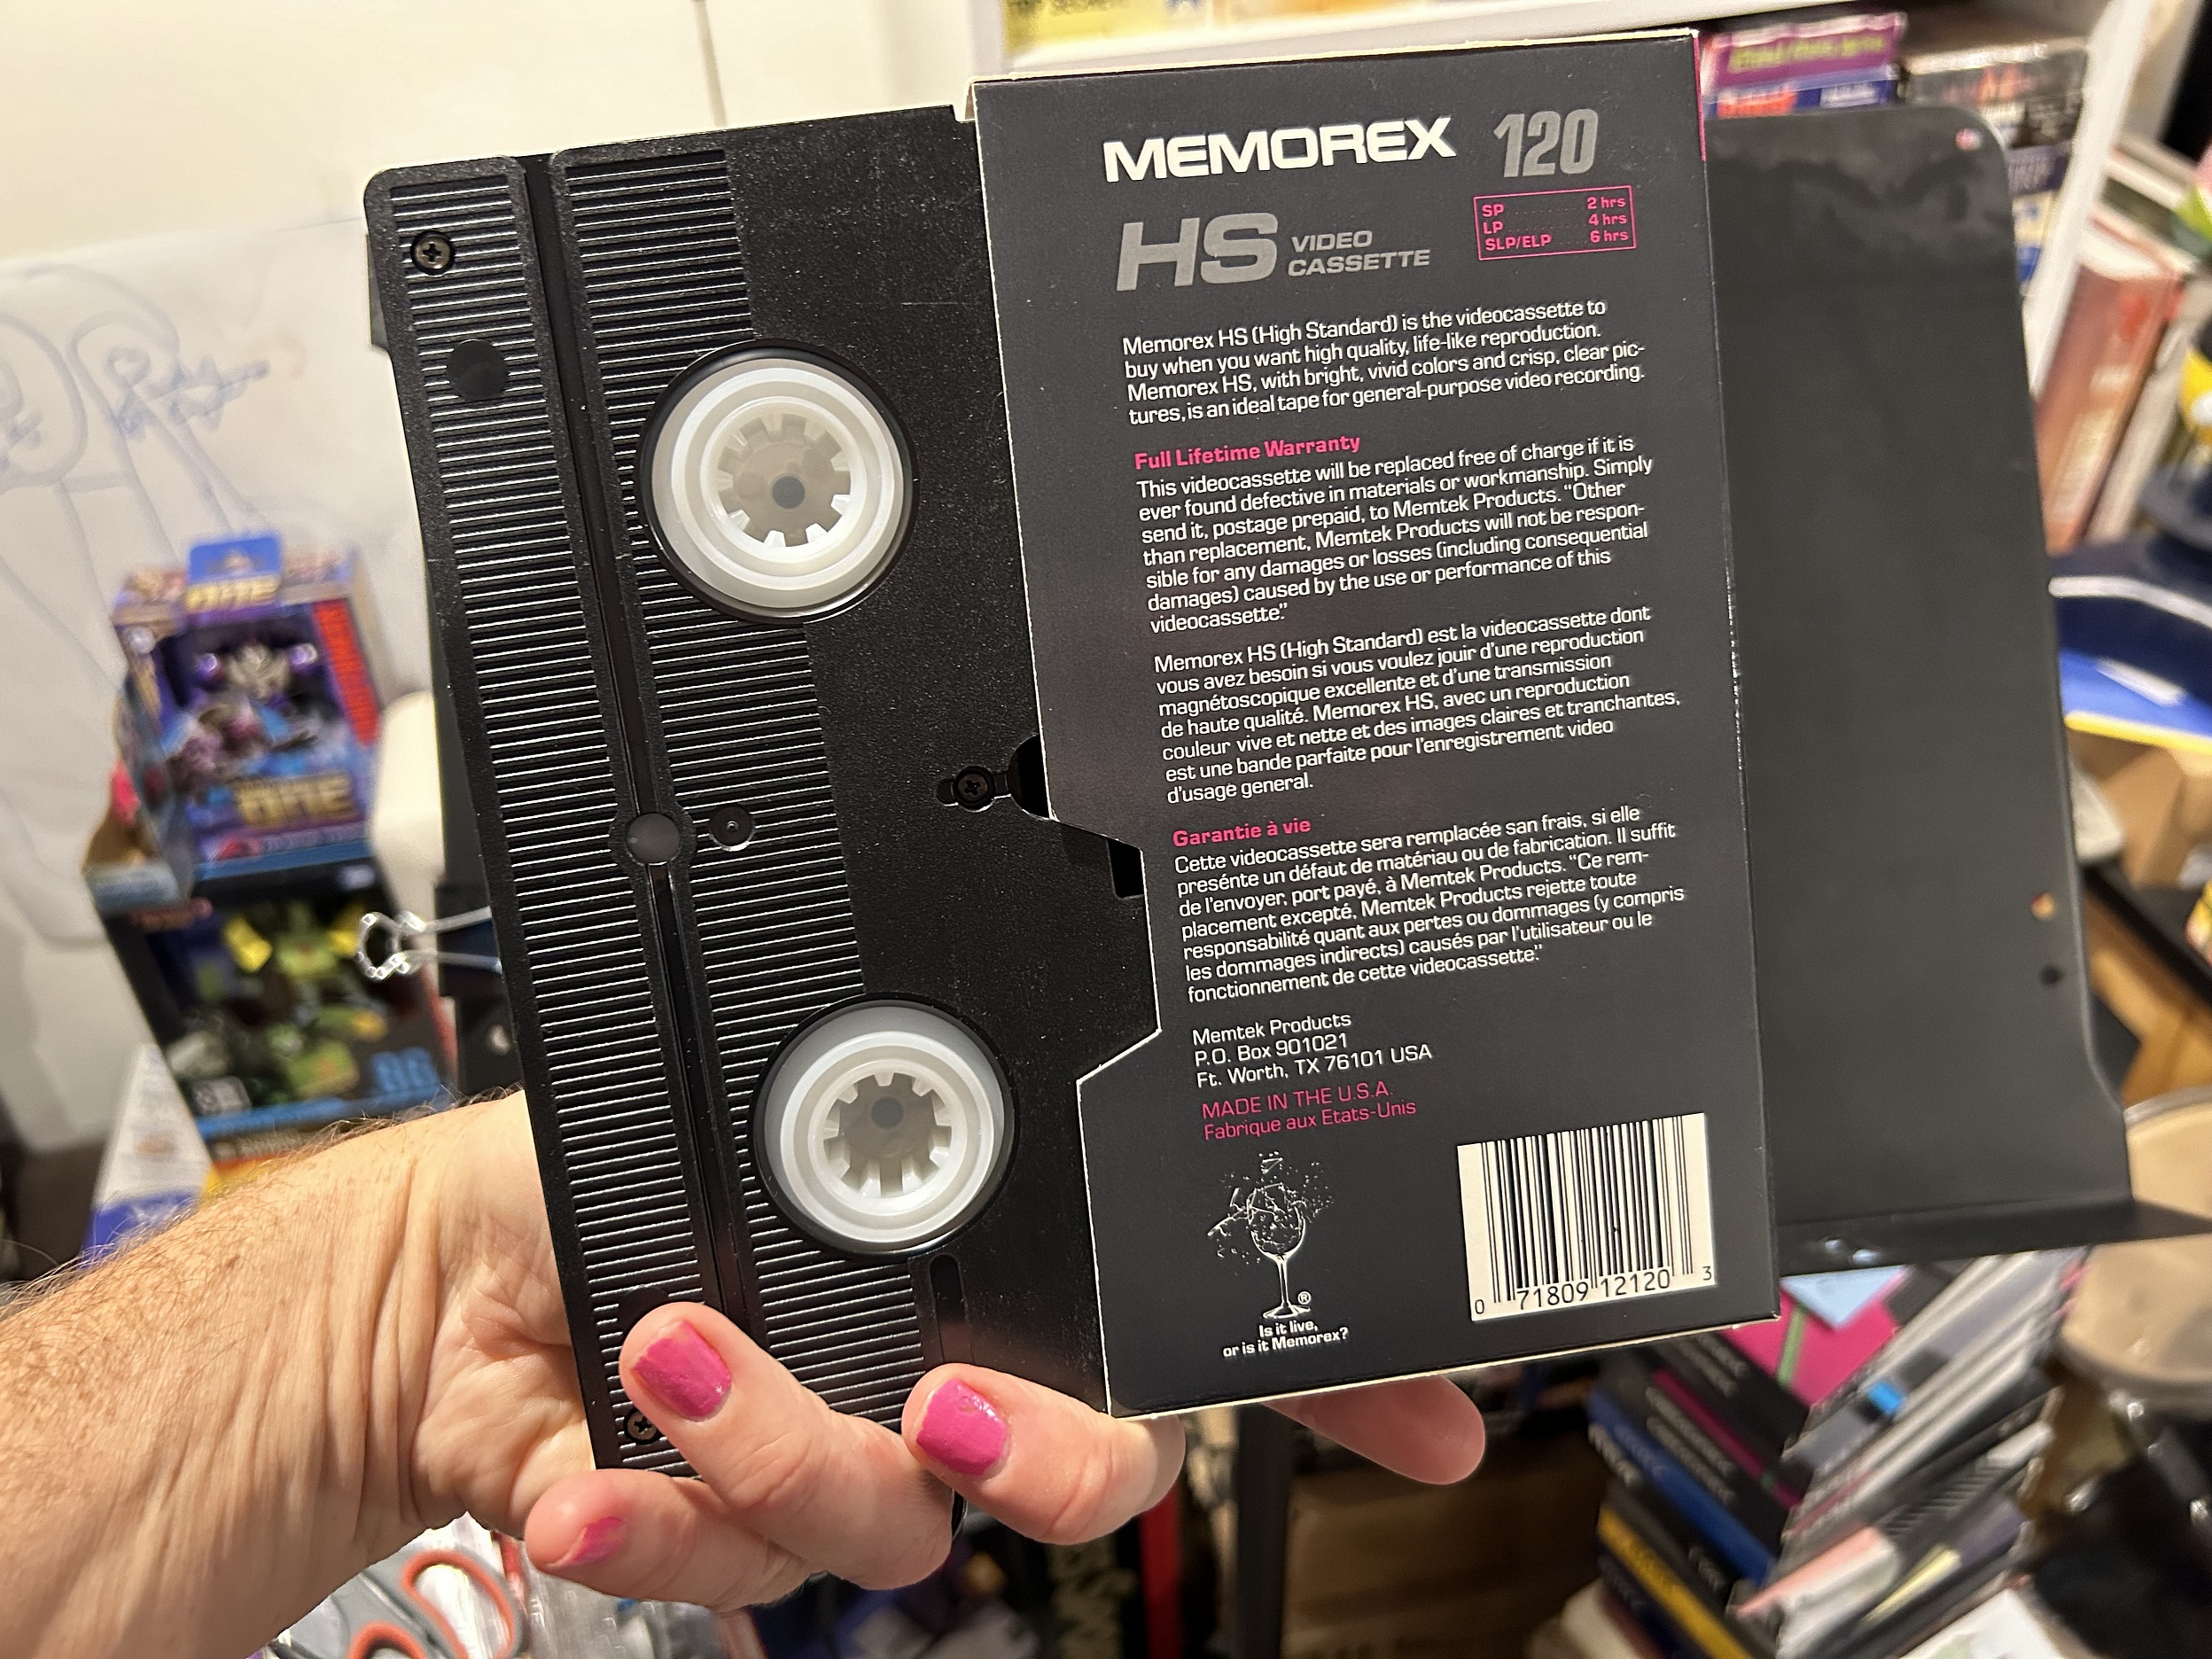 MEMOREX 120
HS VIDEO
CASSETTE
SP 2 hrs
LP 4 hrs
SLP/ELP 6 hrs
Memorex HS (High Standard) is the videocassette to
buy when you want high quality, life-like reproduction.
Memorex HS, with bright, vivid colors and crisp, clear pic-
tures, is an ideal tape for general-purpose video recording.
Full Lifetime Warranty
This videocassette will be replaced free of charge if it is
ever found defective in materials or workmanship. Simply
send it, postage prepaid, to Memtek Products. “Other
than replacement, Memtek Products will not be respon-
sible for any damages or losses (including consequential
damages) caused by the use or performance of this
videocassette.”
Memorex HS (High Standard) est la videocassette dont
vous avez besoin si vous voulez jouir d'une reproduction
magnétoscopique excellente et d'une transmission
de haute qualité. Memorex HS, avec un reproduction
couleur vive et nette et des images claires et tranchantes,
est une bande parfaite pour l'enregistrement video
d'usage general.
Garantie à vie
Cette videocassette sera remplacée san frais, si elle
presénte un défaut de matériau ou de fabrication. Il suffit
de l'envoyer, port payé, à Memtek Products. “Ce rem-
placement excepté, Memtek Products rejette toute
responsabilité quant aux pertes ou dommages (y compris
les dommages indirects) causés par l'utilisateur ou le
fonctionnement de cette videocassette.”
Memtek Products
P.O. Box 901021
Ft. Worth, TX 76101 USA
MADE IN THE U.S.A.
Fabrique aux Etats-Unis
®
Is it live,
or is it Memorex?
0 71809 12120 3
ONE
ONE
86